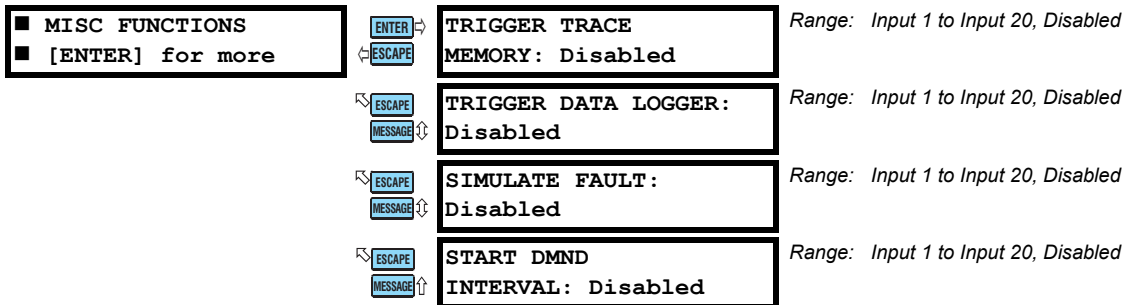 ■ MISC FUNCTIONS
■ [ENTER] for more
ENTER ⇨
⇦ ESCAPE
TRIGGER TRACE
MEMORY: Disabled
Range: Input 1 to Input 20, Disabled
ESCAPE
MESSAGE ⇕
TRIGGER DATA LOGGER:
Disabled
Range: Input 1 to Input 20, Disabled
ESCAPE
MESSAGE ⇕
SIMULATE FAULT:
Disabled
Range: Input 1 to Input 20, Disabled
ESCAPE
MESSAGE ⇧
START DMND
INTERVAL: Disabled
Range: Input 1 to Input 20, Disabled